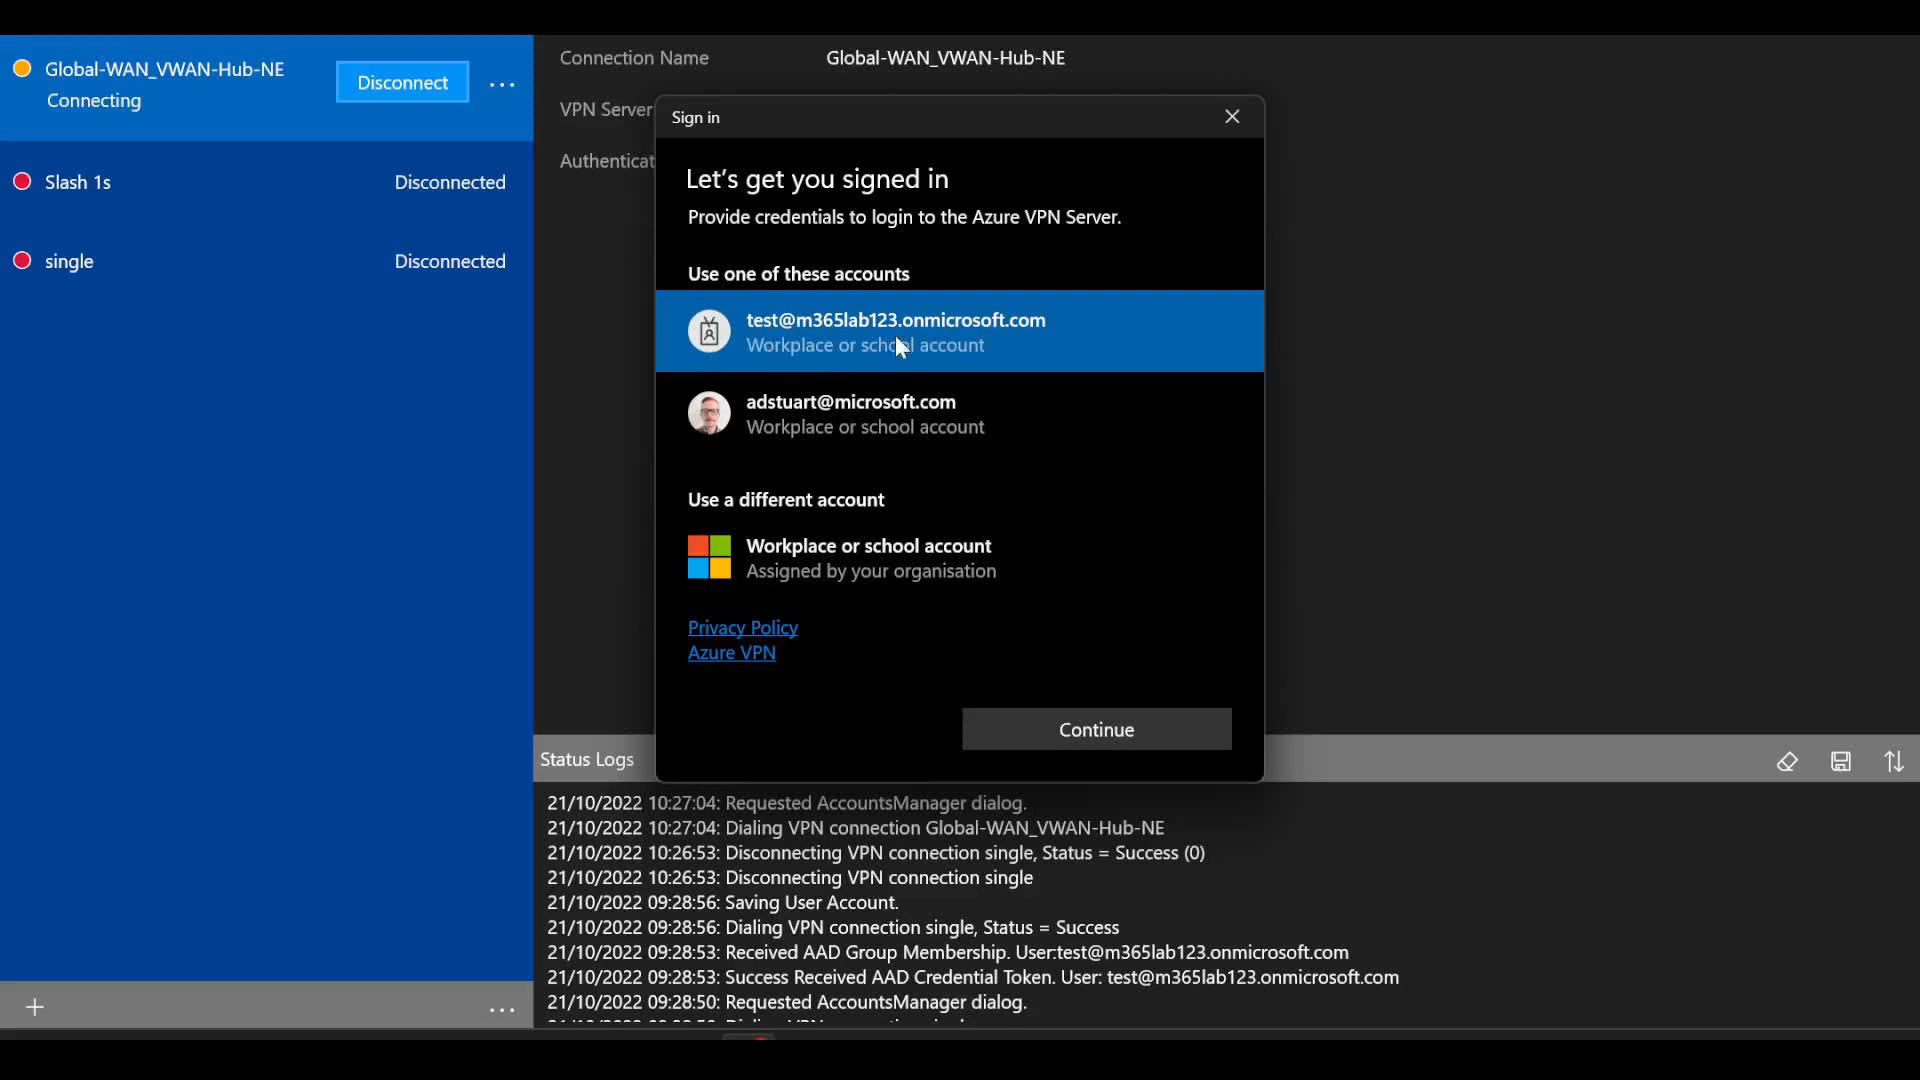 Global-WAN_VWAN-Hub-NE
Connecting
Disconnect
...
Slash 1s
Disconnected
single
Disconnected
+
...
Connection Name
Global-WAN_VWAN-Hub-NE
VPN Server
Authenticat
Sign in
Let's get you signed in
Provide credentials to login to the Azure VPN Server.
Use one of these accounts
test@m365lab123.onmicrosoft.com
Workplace or school account
adstuart@microsoft.com
Workplace or school account
Use a different account
Workplace or school account
Assigned by your organisation
Privacy Policy
Azure VPN
Continue
Status Logs
21/10/2022 10:27:04: Requested AccountsManager dialog.
21/10/2022 10:27:04: Dialing VPN connection Global-WAN_VWAN-Hub-NE
21/10/2022 10:26:53: Disconnecting VPN connection single, Status = Success (0)
21/10/2022 10:26:53: Disconnecting VPN connection single
21/10/2022 09:28:56: Saving User Account.
21/10/2022 09:28:56: Dialing VPN connection single, Status = Success
21/10/2022 09:28:53: Received AAD Group Membership. User:test@m365lab123.onmicrosoft.com
21/10/2022 09:28:53: Success Received AAD Credential Token. User: test@m365lab123.onmicrosoft.com
21/10/2022 09:28:50: Requested AccountsManager dialog.